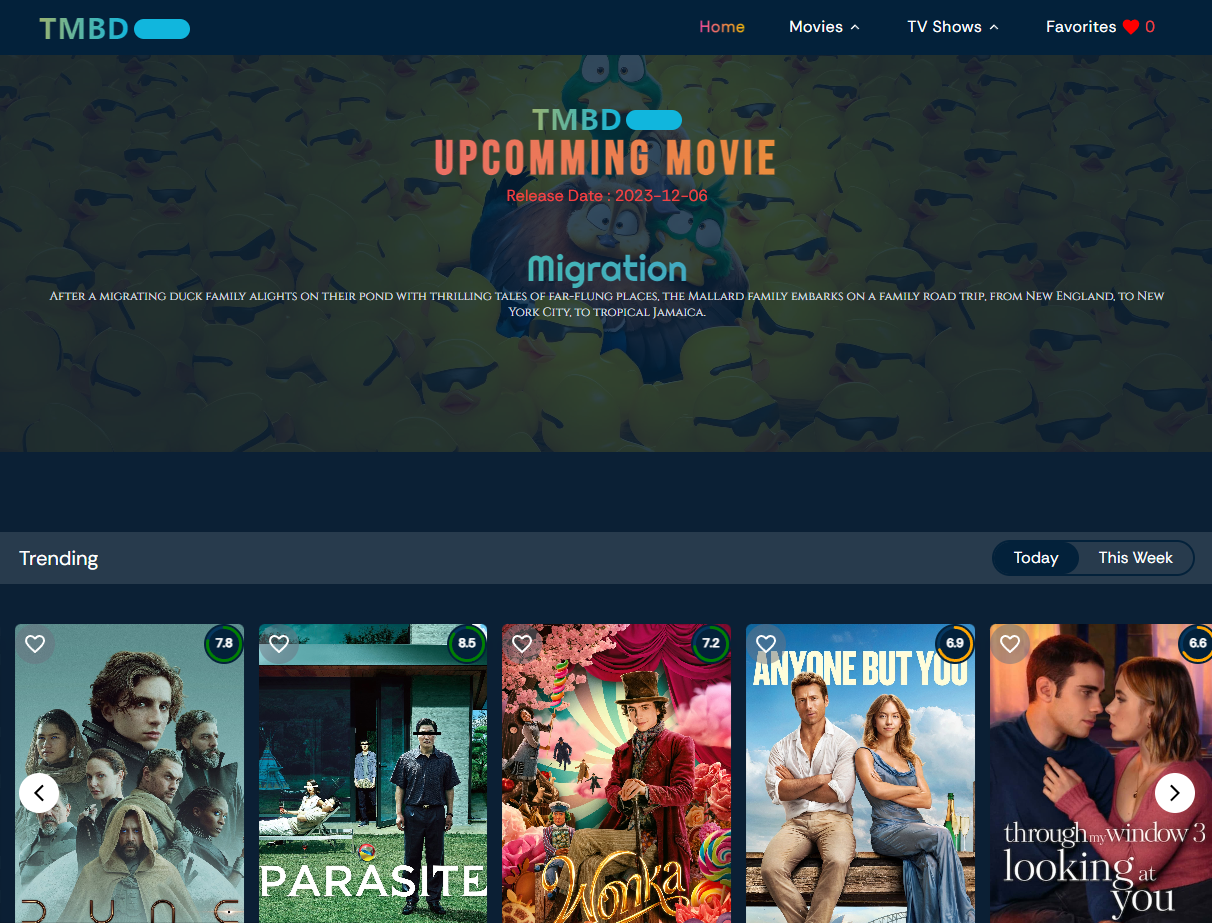 TMBD
Home
Movies
TV Shows
Favorites 0
TMBD
UPCOMMING MOVIE
Release Date : 2023-12-06
Migration
After a migrating duck family alights on their pond with thrilling tales of far-flung places, the Mallard family embarks on a family road trip, from New England, to New
York City, to tropical Jamaica.
Trending
Today
This Week
7.8
8.5
7.2
6.9
6.6
ANYONE BUT YOU
through my window 3
looking at
you
PARASITE
Wonka
DUNE